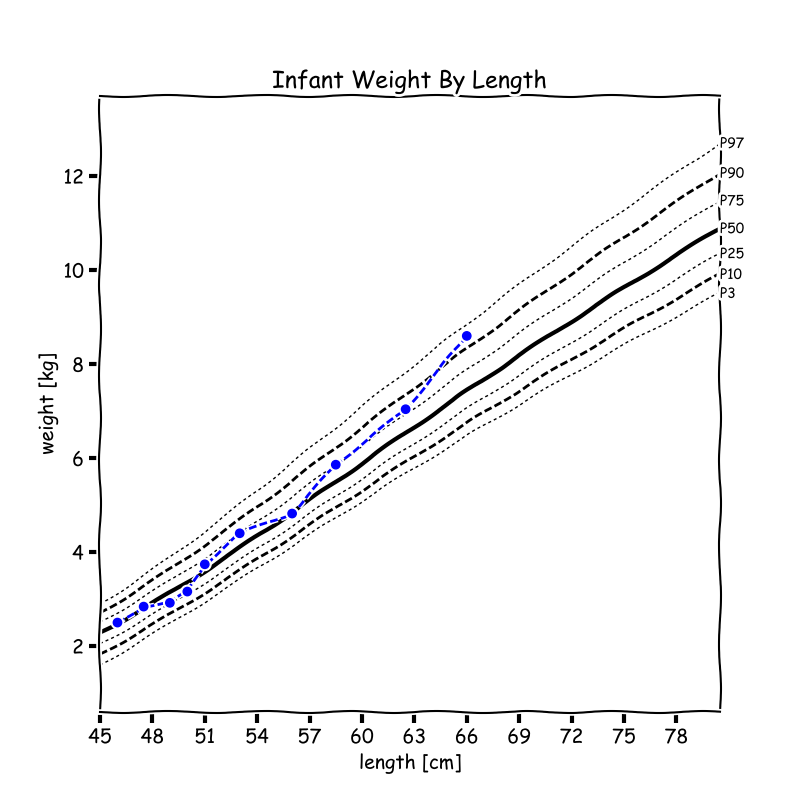 Infant Weight By Length
P97
P90
P75
P50
P25
P10
P3
12
10
8
6
4
2
weight [kg]
45 48 51 54 57 60 63 66 69 72 75 78
length [cm]